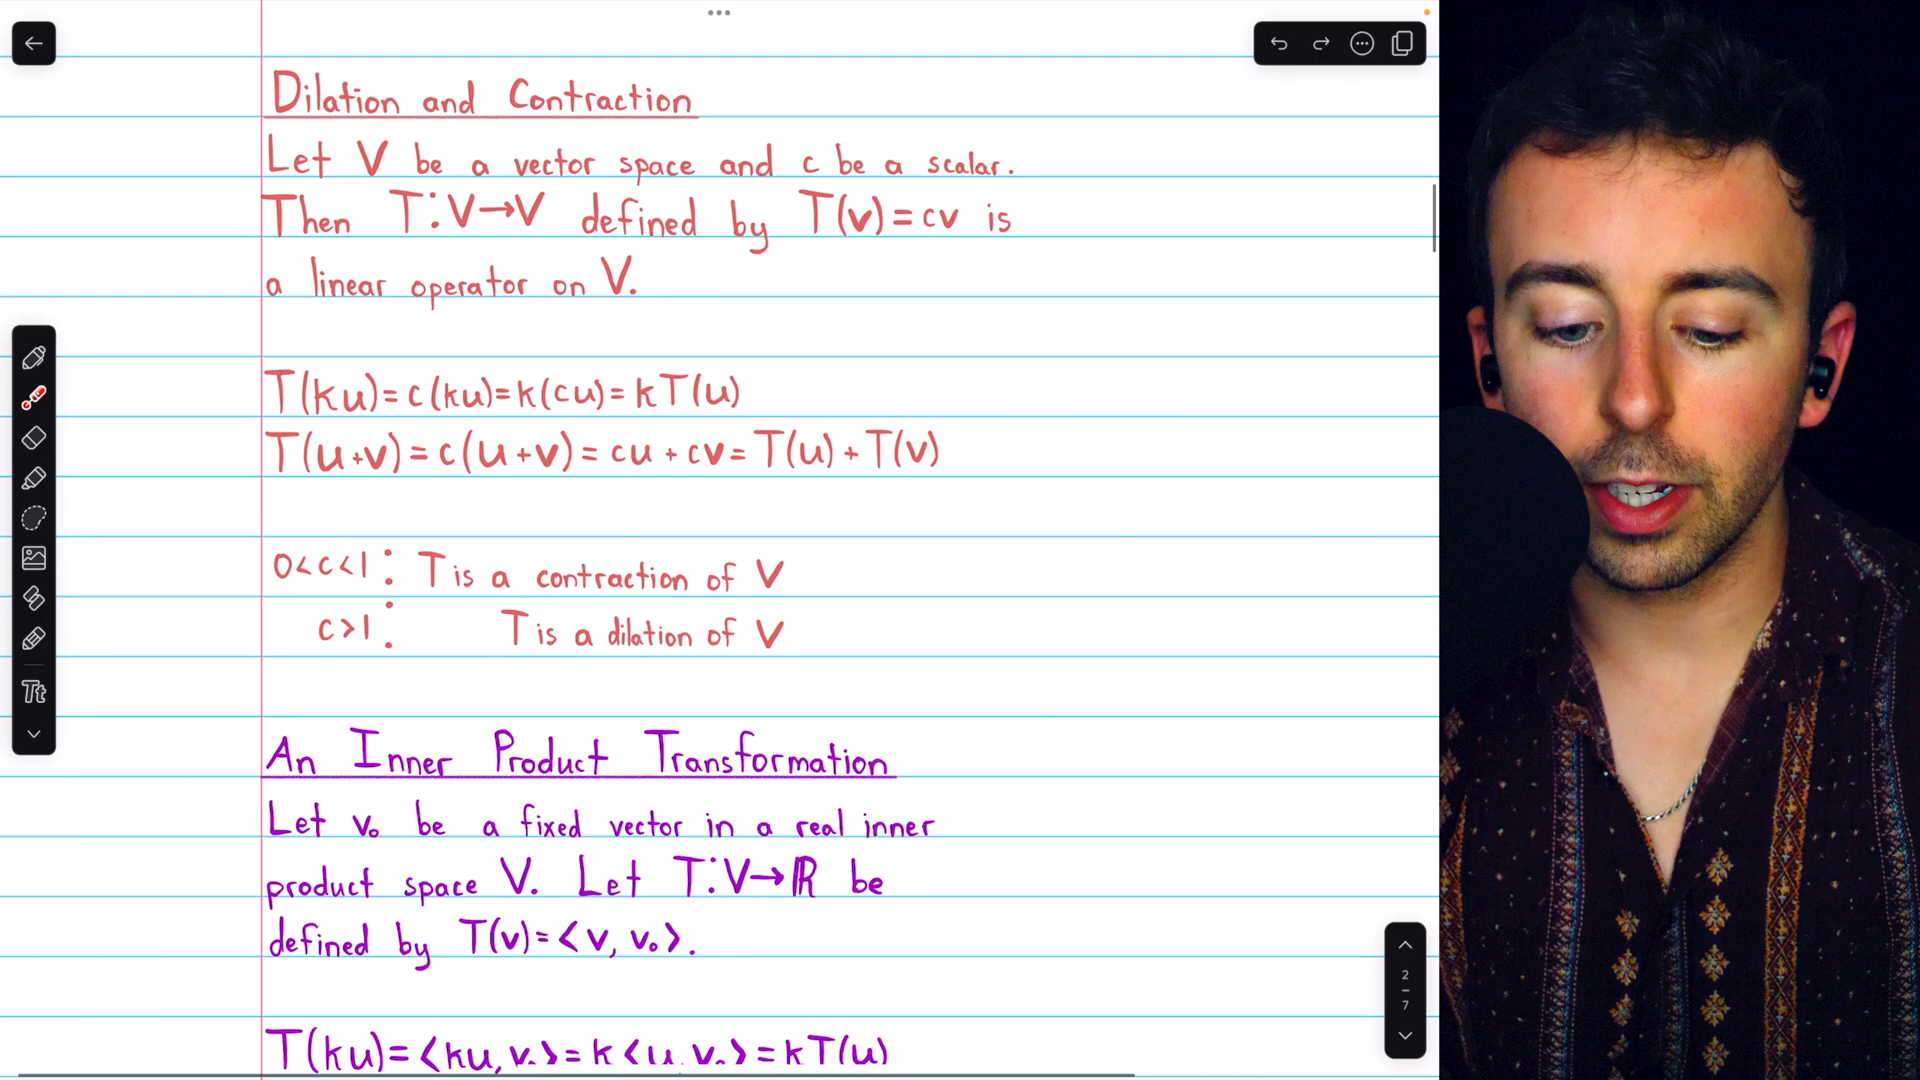 Dilation and Contraction
Let V be a vector space and c be a scalar.
Then T:V→V defined by T(v)=cv is
a linear operator on V.
T(ku)=c(ku)=k(cu)=kT(u)
T(u+v)=c(u+v)=cu+cv=T(u)+T(v)
0<c<1: T is a contraction of V
c>1: T is a dilation of V
An Inner Product Transformation
Let v₀ be a fixed vector in a real inner
product space V. Let T:V→ℝ be
defined by T(v)=<v, v₀>.
T(ku)=<ku, v₀>=k<u, v₀>=kT(u)
Tt
2
7